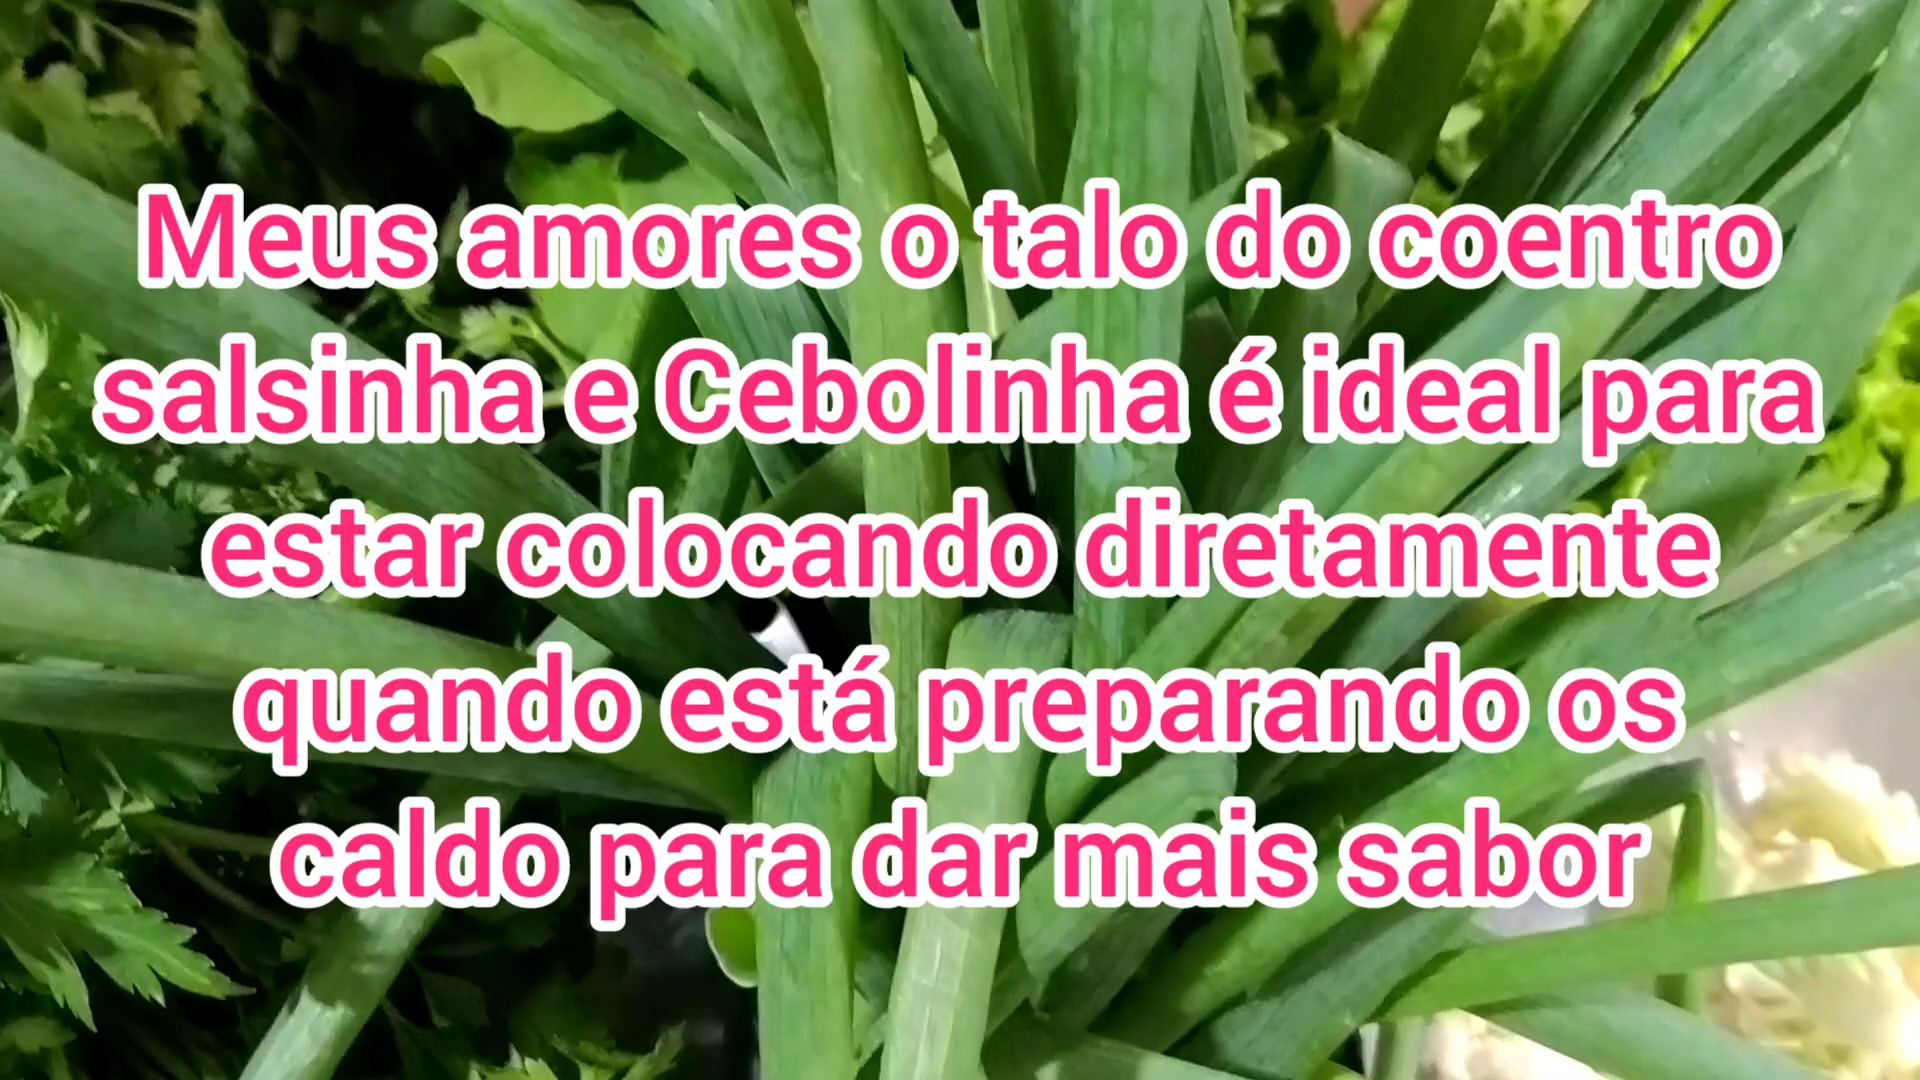 Meus amores o talo do coentro
salsinha e Cebolinha é ideal para
estar colocando diretamente
quando está preparando os
caldo para dar mais sabor